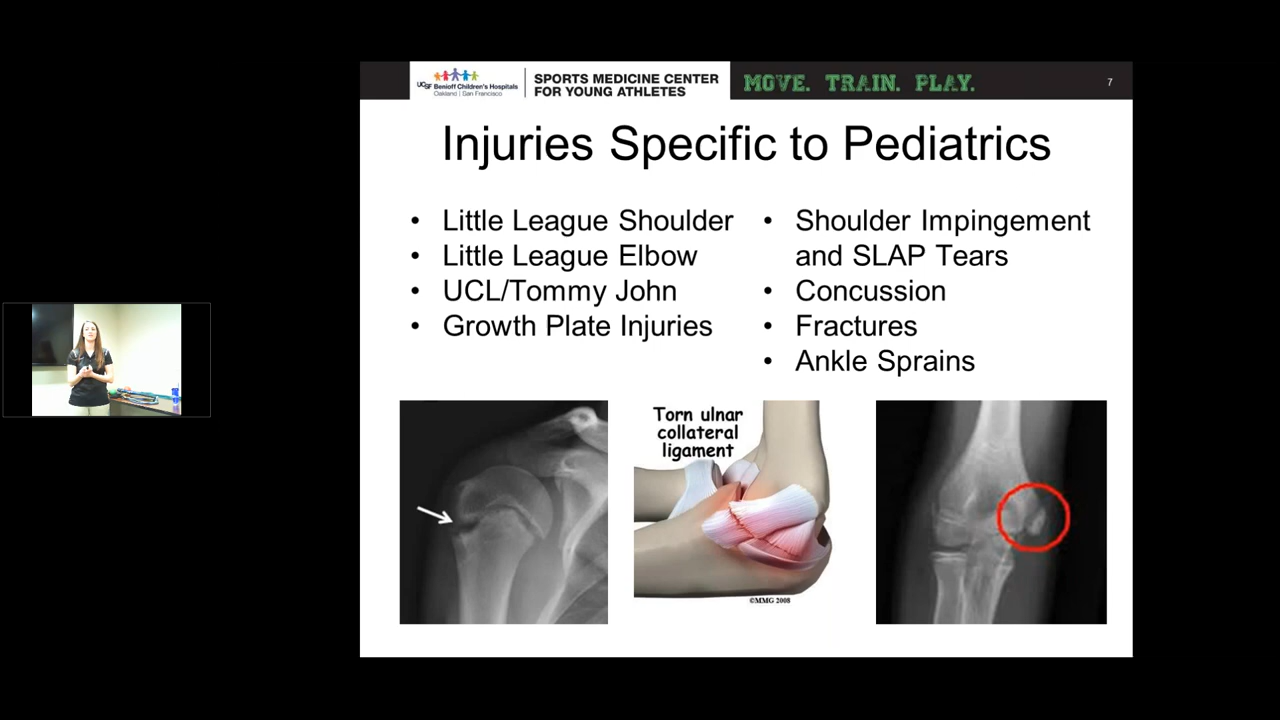 UCSF Benioff Children's Hospitals
Oakland | San Francisco
SPORTS MEDICINE CENTER
FOR YOUNG ATHLETES
MOVE. TRAIN. PLAY.
7
Injuries Specific to Pediatrics
• Little League Shoulder
• Little League Elbow
• UCL/Tommy John
• Growth Plate Injuries
• Shoulder Impingement
and SLAP Tears
• Concussion
• Fractures
• Ankle Sprains
Torn ulnar
collateral
ligament
©MMG 2008